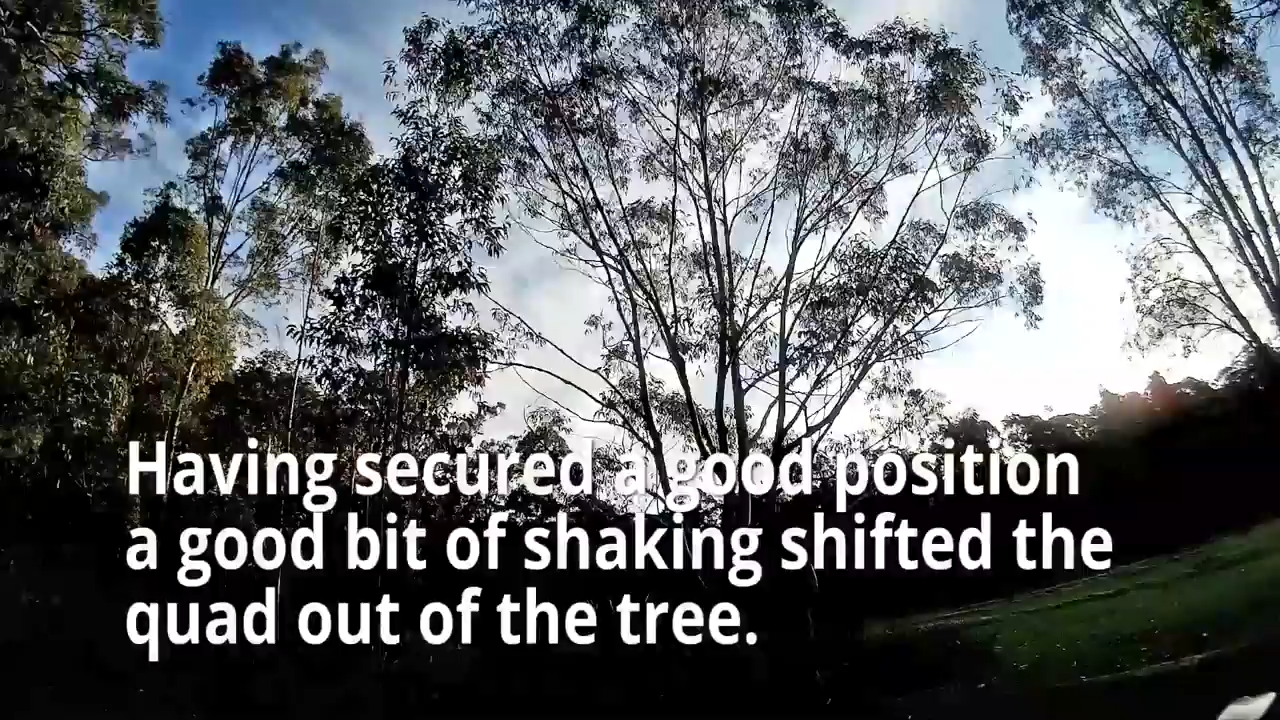 Having secured a good position
a good bit of shaking shifted the
quad out of the tree.